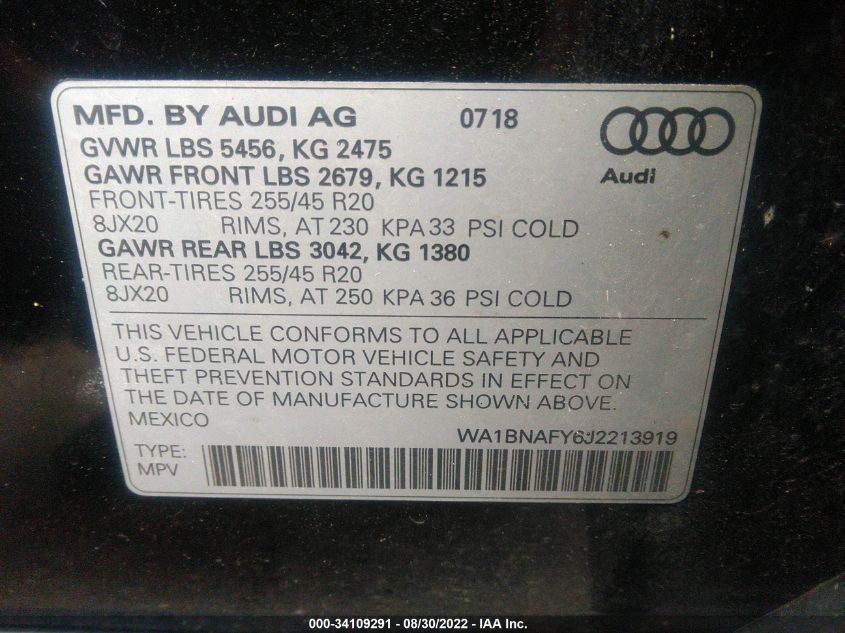 MFD. BY AUDI AG 0718
GVWR LBS 5456, KG 2475
GAWR FRONT LBS 2679, KG 1215
Audi
FRONT-TIRES 255/45 R20
8JX20 RIMS, AT 230 KPA 33 PSI COLD
GAWR REAR LBS 3042, KG 1380
REAR-TIRES 255/45 R20
8JX20 RIMS, AT 250 KPA 36 PSI COLD
THIS VEHICLE CONFORMS TO ALL APPLICABLE
U.S. FEDERAL MOTOR VEHICLE SAFETY AND
THEFT PREVENTION STANDARDS IN EFFECT ON
THE DATE OF MANUFACTURE SHOWN ABOVE.
MEXICO
WA1BNAFY6J2213919
TYPE:
MPV
000-34109291 - 08/30/2022 - IAA Inc.